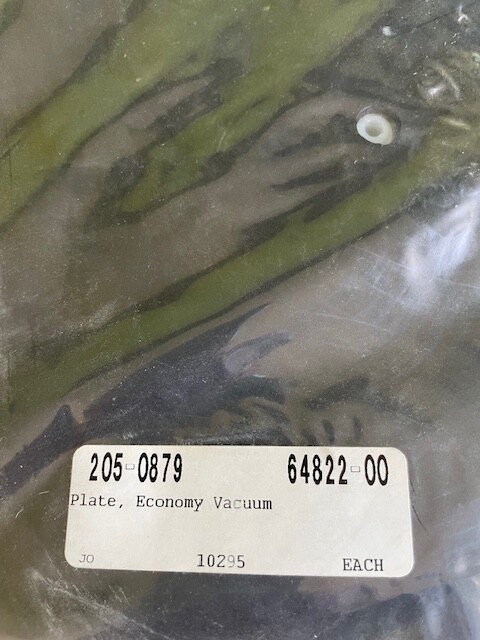 205-0879 64822-00
Plate, Economy Vacuum
JO 10295 EACH